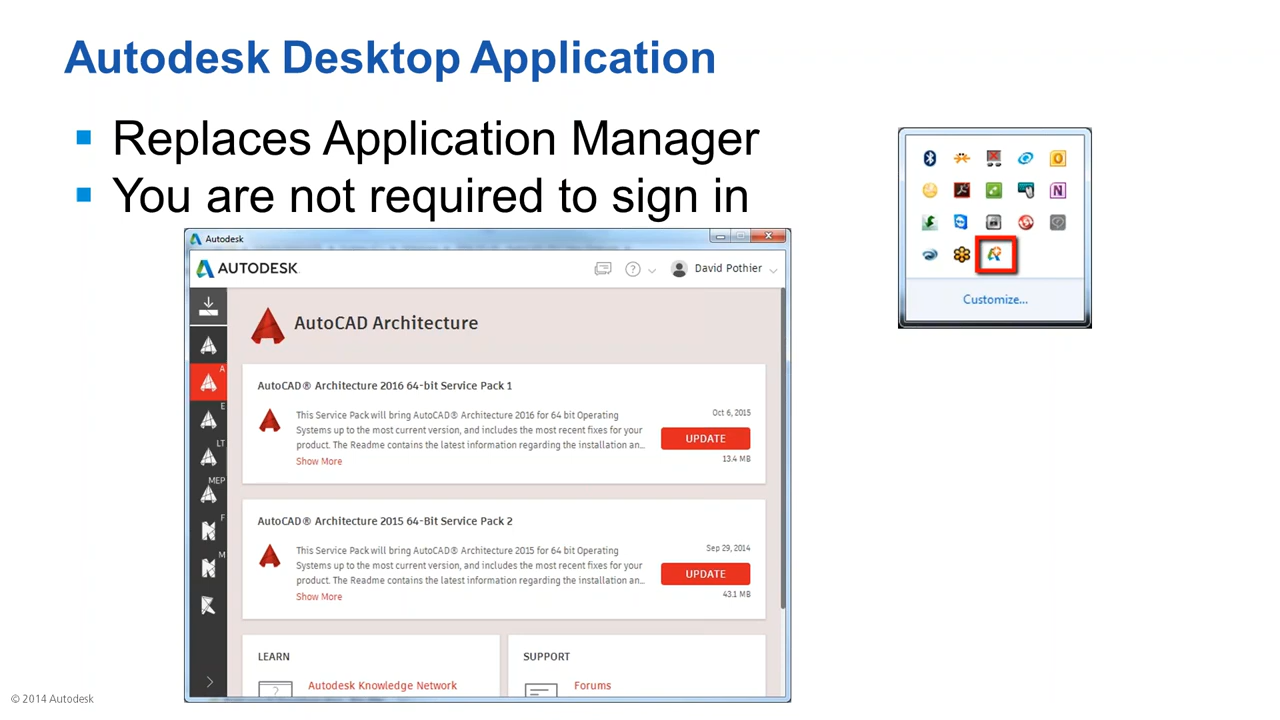 Autodesk Desktop Application
Replaces Application Manager
You are not required to sign in
Autodesk
AUTODESK
David Pothier
AutoCAD Architecture
AutoCAD® Architecture 2016 64-bit Service Pack 1
This Service Pack will bring AutoCAD® Architecture 2016 for 64 bit Operating
Systems up to the most current version, and includes the most recent fixes for your
product. The Readme contains the latest information regarding the installation an...
Show More
Oct 6, 2015
UPDATE
13.4 MB
AutoCAD® Architecture 2015 64-Bit Service Pack 2
This Service Pack will bring AutoCAD® Architecture 2015 for 64 bit Operating
Systems up to the most current version, and includes the most recent fixes for your
product. The Readme contains the latest information regarding the installation an...
Show More
Sep 29, 2014
UPDATE
43.1 MB
LEARN
Autodesk Knowledge Network
SUPPORT
Forums
A
E
LT
MEP
F
M
Customize...
© 2014 Autodesk